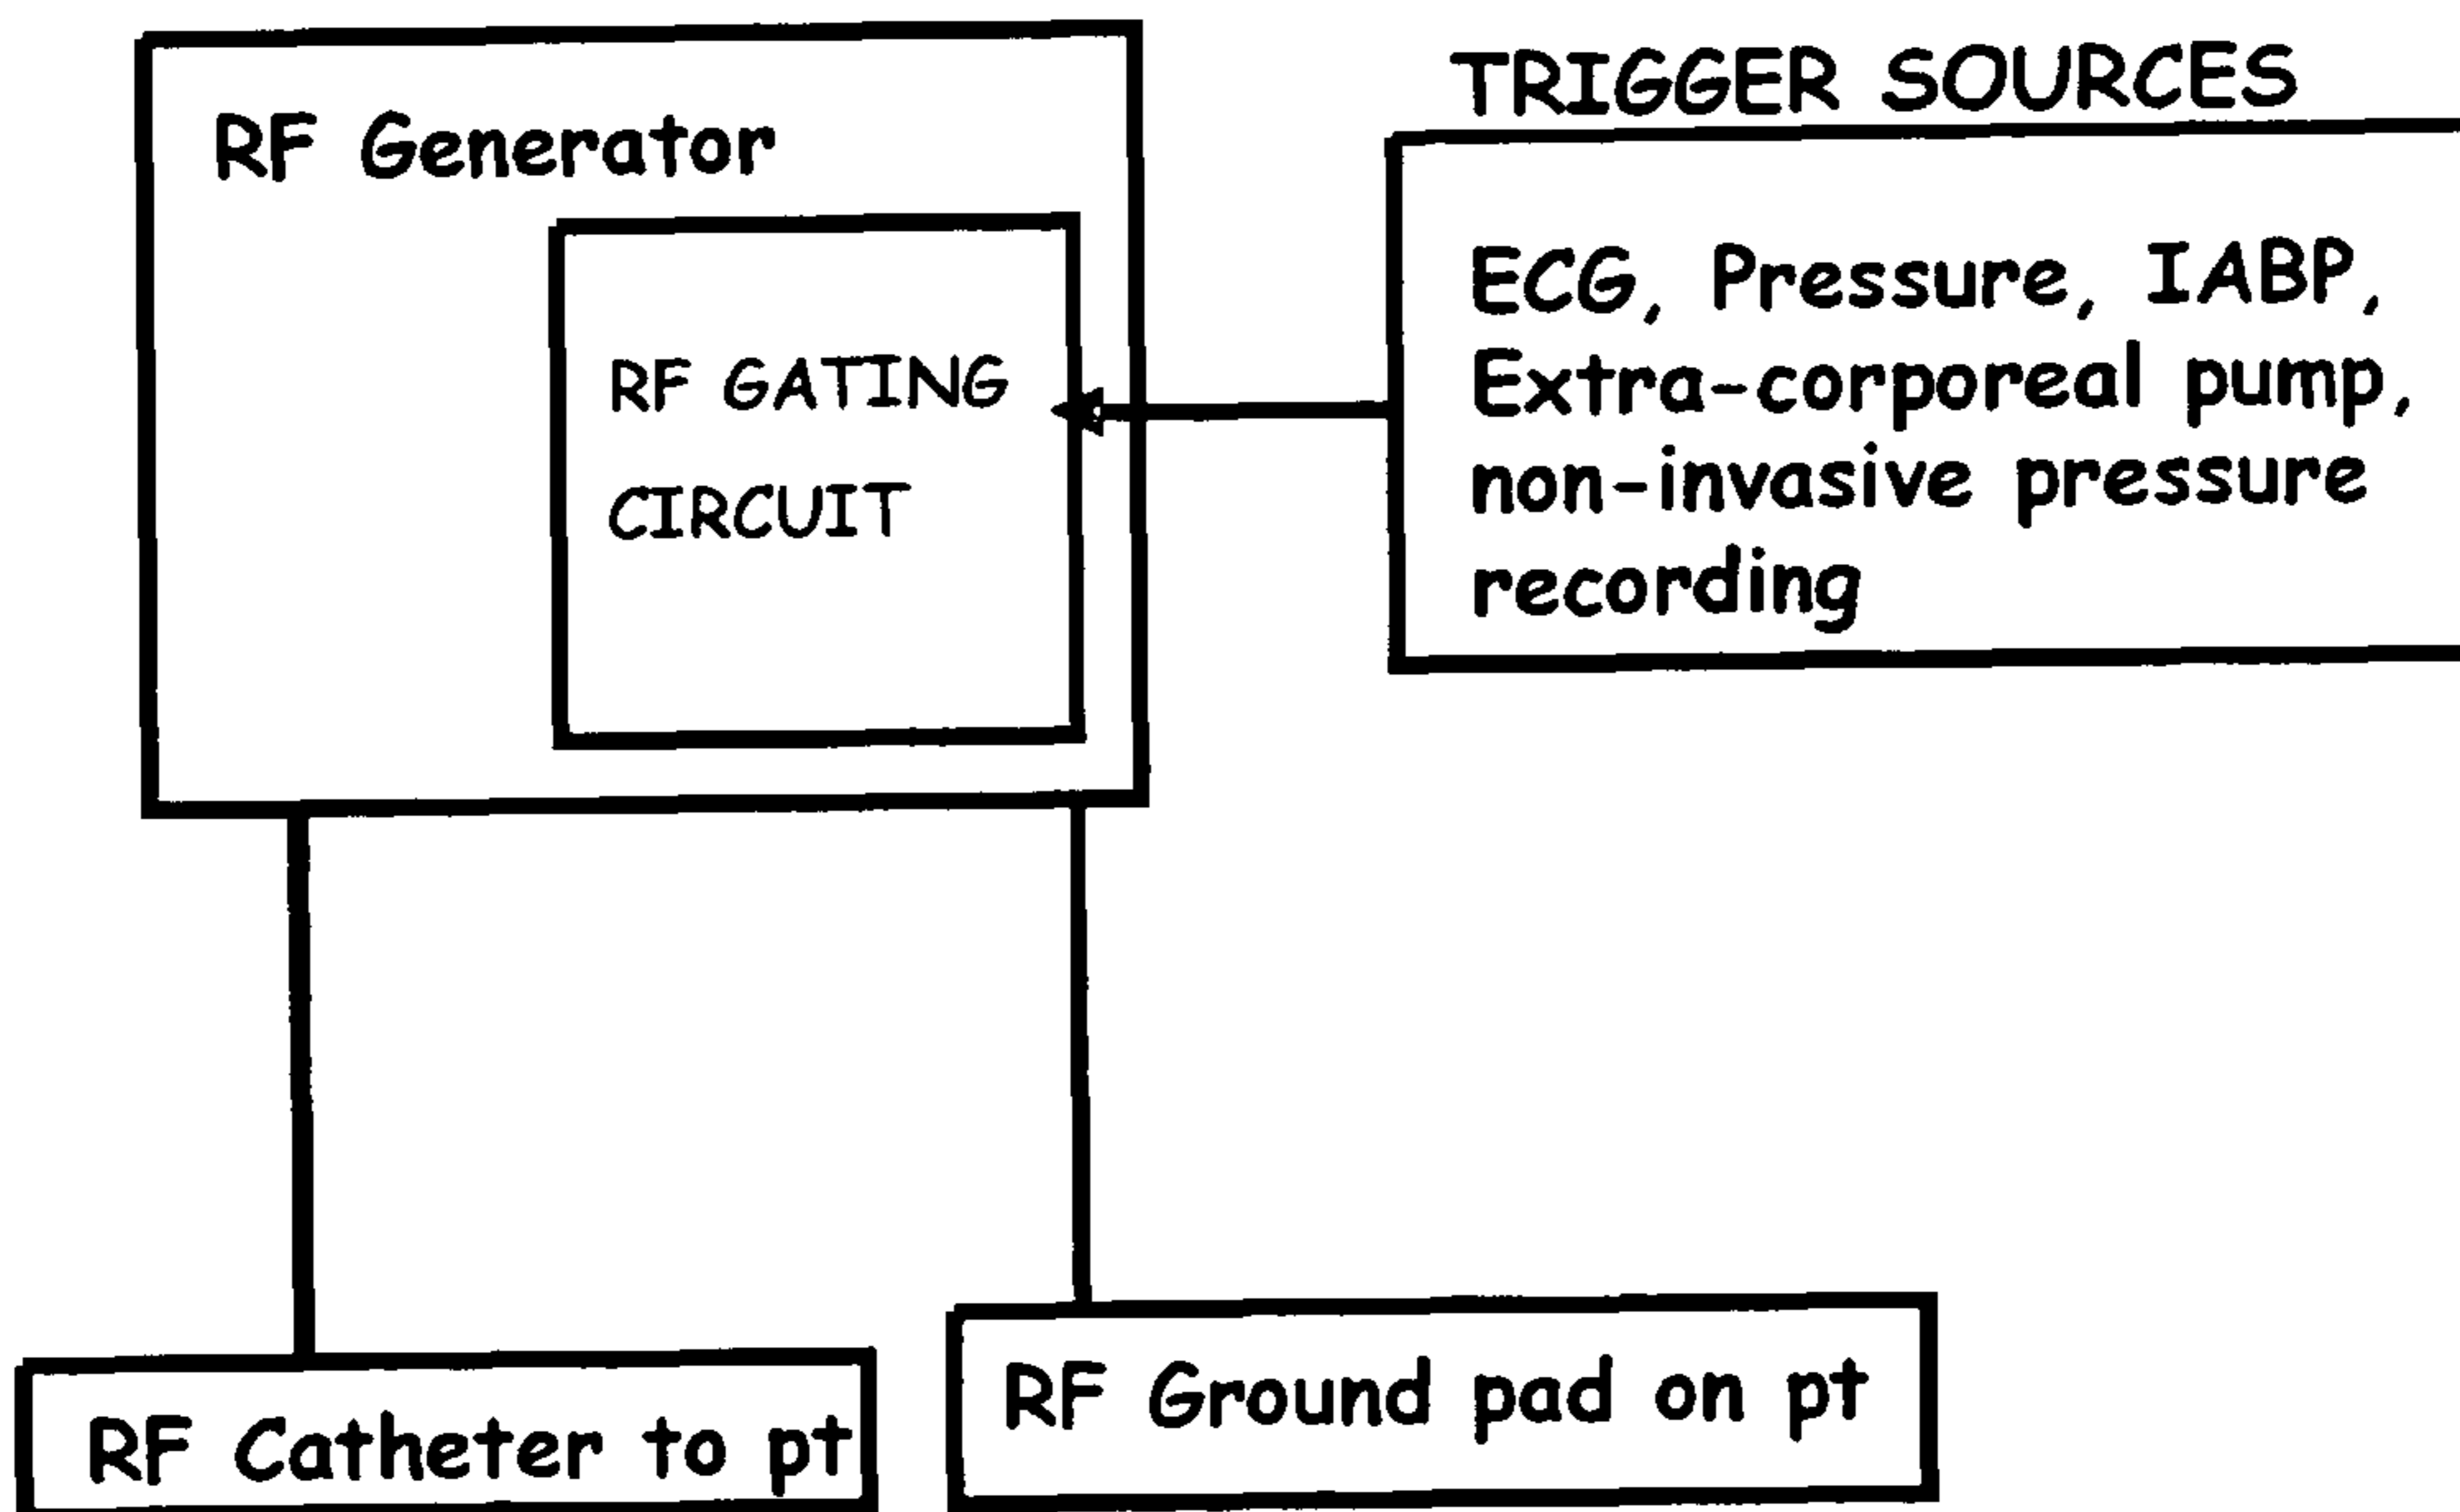 RF Generator
RF GATING
CIRCUIT
TRIGGER SOURCES
ECG, Pressure, IABP,
Extra-corporeal pump,
non-invasive pressure
recording
RF Catheter to pt
RF Ground pad on pt